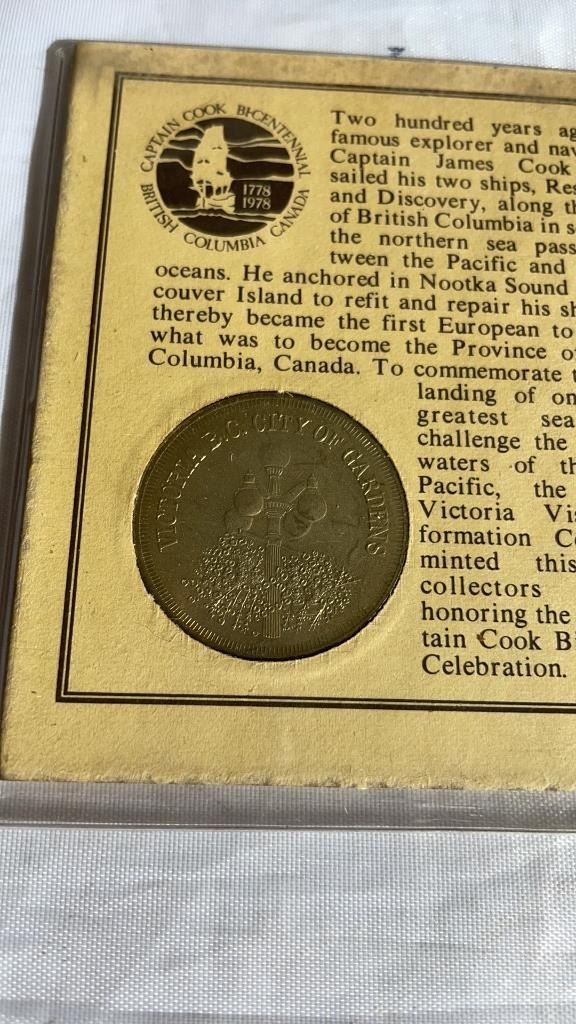 CAPTAIN COOK BI-CENTENNIAL
1778
1978
BRITISH COLUMBIA CANADA
Two hundred years ag
famous explorer and nav
Captain James Cook
sailed his two ships, Res
and Discovery, along th
of British Columbia in s
the northern sea pass
tween the Pacific and
oceans. He anchored in Nootka Sound
couver Island to refit and repair his sh
thereby became the first European to
what was to become the Province of
Columbia, Canada. To commemorate t
landing of on
greatest sea
challenge the
waters of th
Pacific, the
Victoria Vis
formation Ce
minted this
collectors
honoring the
tain Cook B
Celebration.
VICTORIA B.C. CITY OF GARDENS